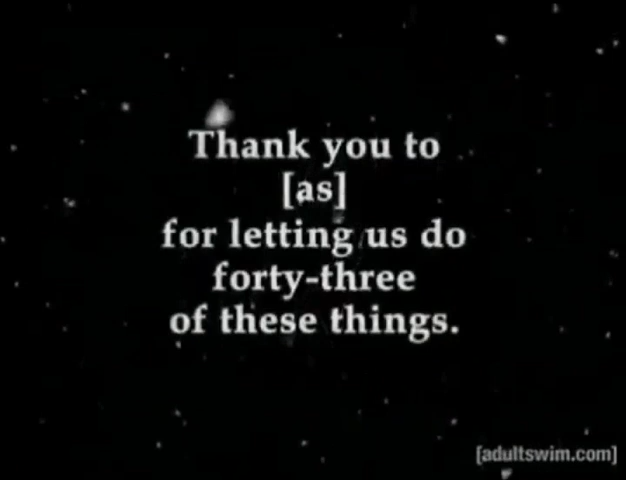 Thank you to
[as]
for letting us do
forty-three
of these things.
[adultswim.com]